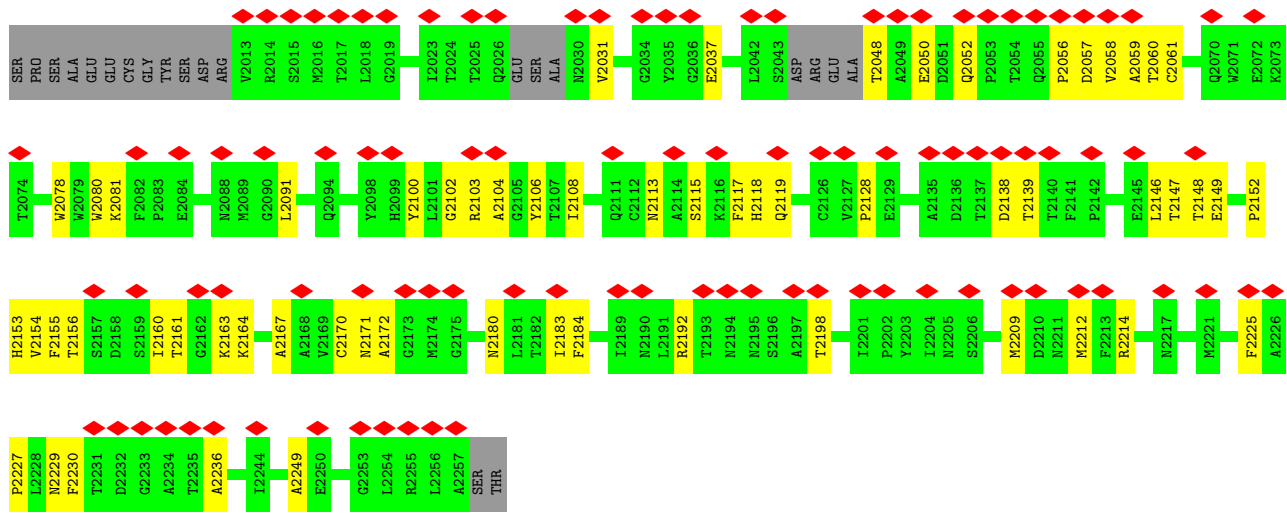 SER PRO SER ALA GLU GLU CYS GLY TYR SER ASP ARG V2013 R2014 S2015 M2016 T2017 L2018 G2019 I2023 T2024 T2025 Q2026 GLU SER ALA N2030 V2031 G2034 Y2035 G2036 E2037 L2042 S2043 ASP ARG GLU ALA T2048 A2049 E2050 D2051 Q2052 P2053 T2054 Q2055 P2056 D2057 V2058 A2059 T2060 C2061 Q2070 W2071 E2072 K2073
T2074 W2078 W2079 W2080 K2081 F2082 P2083 E2084 N2088 M2089 G2090 L2091 Q2094 Y2098 H2099 Y2100 L2101 G2102 R2103 A2104 G2105 Y2106 T2107 I2108 Q2111 C2112 N2113 A2114 S2115 K2116 F2117 H2118 Q2119 C2126 V2127 P2128 E2129 A2135 D2136 T2137 D2138 T2139 T2140 F2141 P2142 E2145 L2146 T2147 T2148 E2149 P2152
H2153 V2154 F2155 T2156 S2157 D2158 S2159 I2160 T2161 G2162 K2163 K2164 A2167 A2168 V2169 C2170 N2171 A2172 G2173 M2174 G2175 N2180 L2181 T2182 I2183 F2184 I2189 N2190 L2191 R2192 T2193 N2194 N2195 S2196 A2197 T2198 I2201 P2202 Y2203 I2204 N2205 S2206 M2209 D2210 N2211 M2212 F2213 R2214 N2217 M2221 F2225 A2226
P2227 L2228 N2229 F2230 T2231 D2232 G2233 A2234 T2235 A2236 I2244 A2249 E2250 G2253 L2254 R2255 L2256 A2257 SER THR